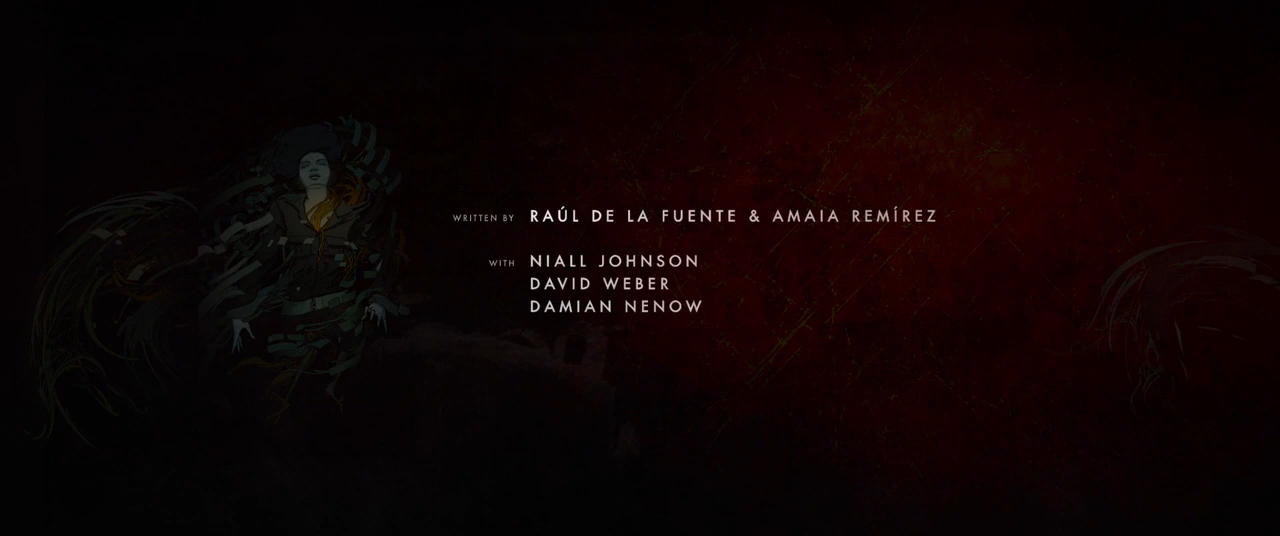 WRITTEN BY RAÚL DE LA FUENTE & AMAIA REMÍREZ
WITH NIALL JOHNSON
DAVID WEBER
DAMIAN NENOW